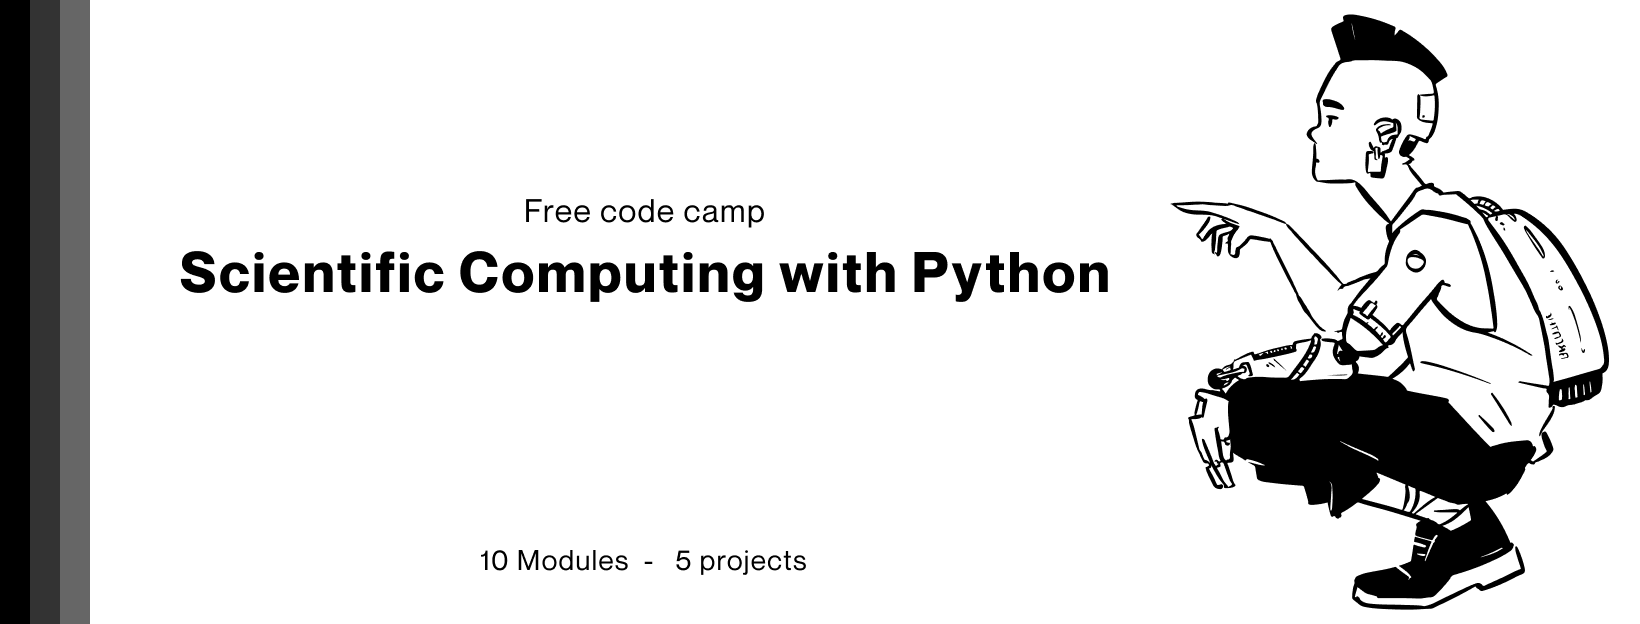 Free code camp
Scientific Computing with Python
10 Modules - 5 projects